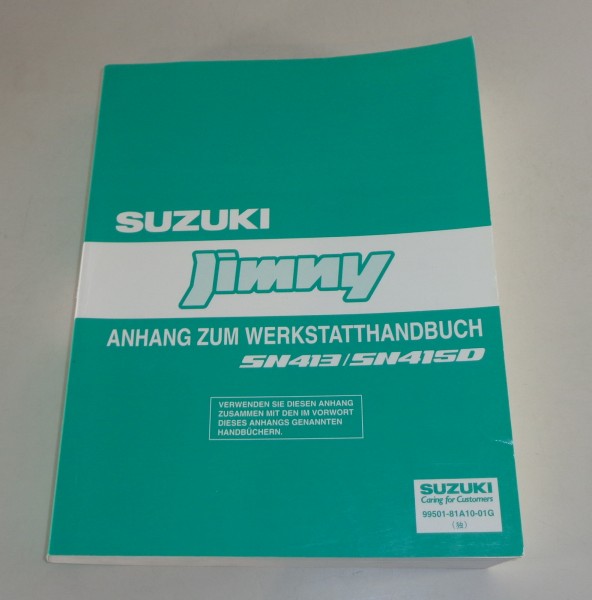 SUZUKI
Jimny
ANHANG ZUM WERKSTATTHANDBUCH
SN413/SN415D
VERWENDEN SIE DIESEN ANHANG
ZUSAMMEN MIT DEN IM VORWORT
DIESES ANHANGS GENANNTEN
HANDBÜCHERN.
SUZUKI
Caring for Customers
99501-81A10-01G
(独)